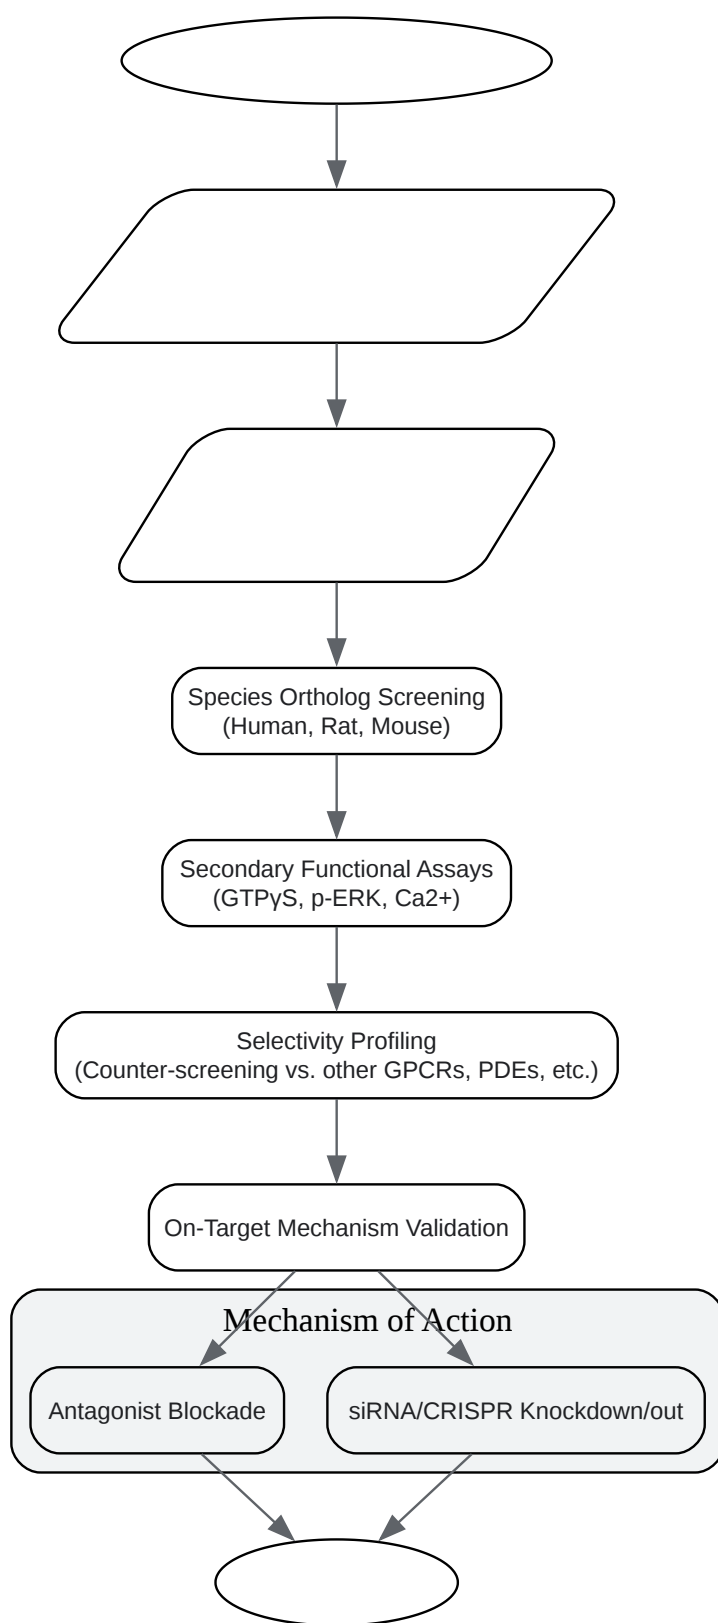 Species Ortholog Screening
(Human, Rat, Mouse)
Secondary Functional Assays
(GTPγS, p-ERK, Ca2+)
Selectivity Profiling
(Counter-screening vs. other GPCRs, PDEs, etc.)
On-Target Mechanism Validation
Mechanism of Action
Antagonist Blockade
siRNA/CRISPR Knockdown/out